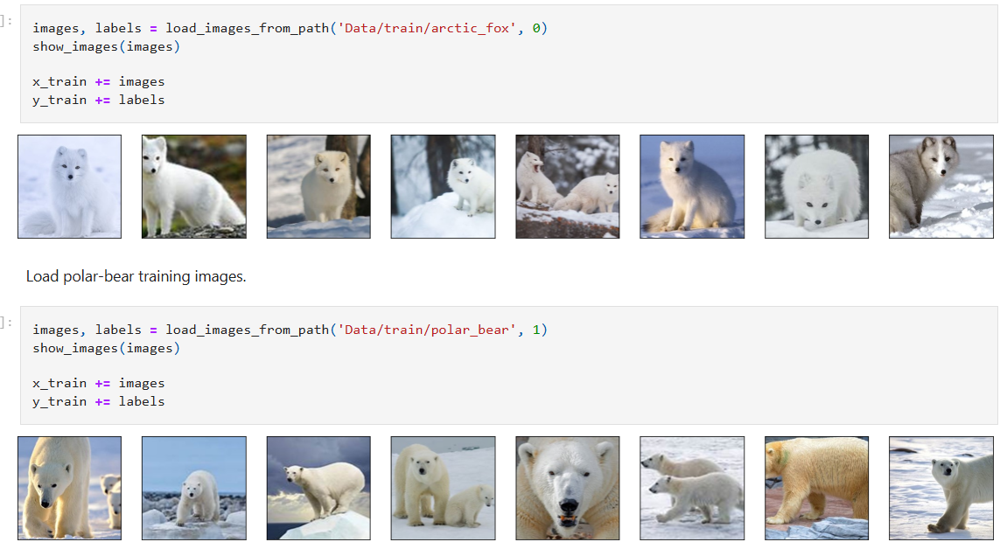 ]:
images, labels = load_images_from_path('Data/train/arctic_fox', 0)
show_images(images)
x_train += images
y_train += labels
Load polar-bear training images.
]:
images, labels = load_images_from_path('Data/train/polar_bear', 1)
show_images(images)
x_train += images
y_train += labels